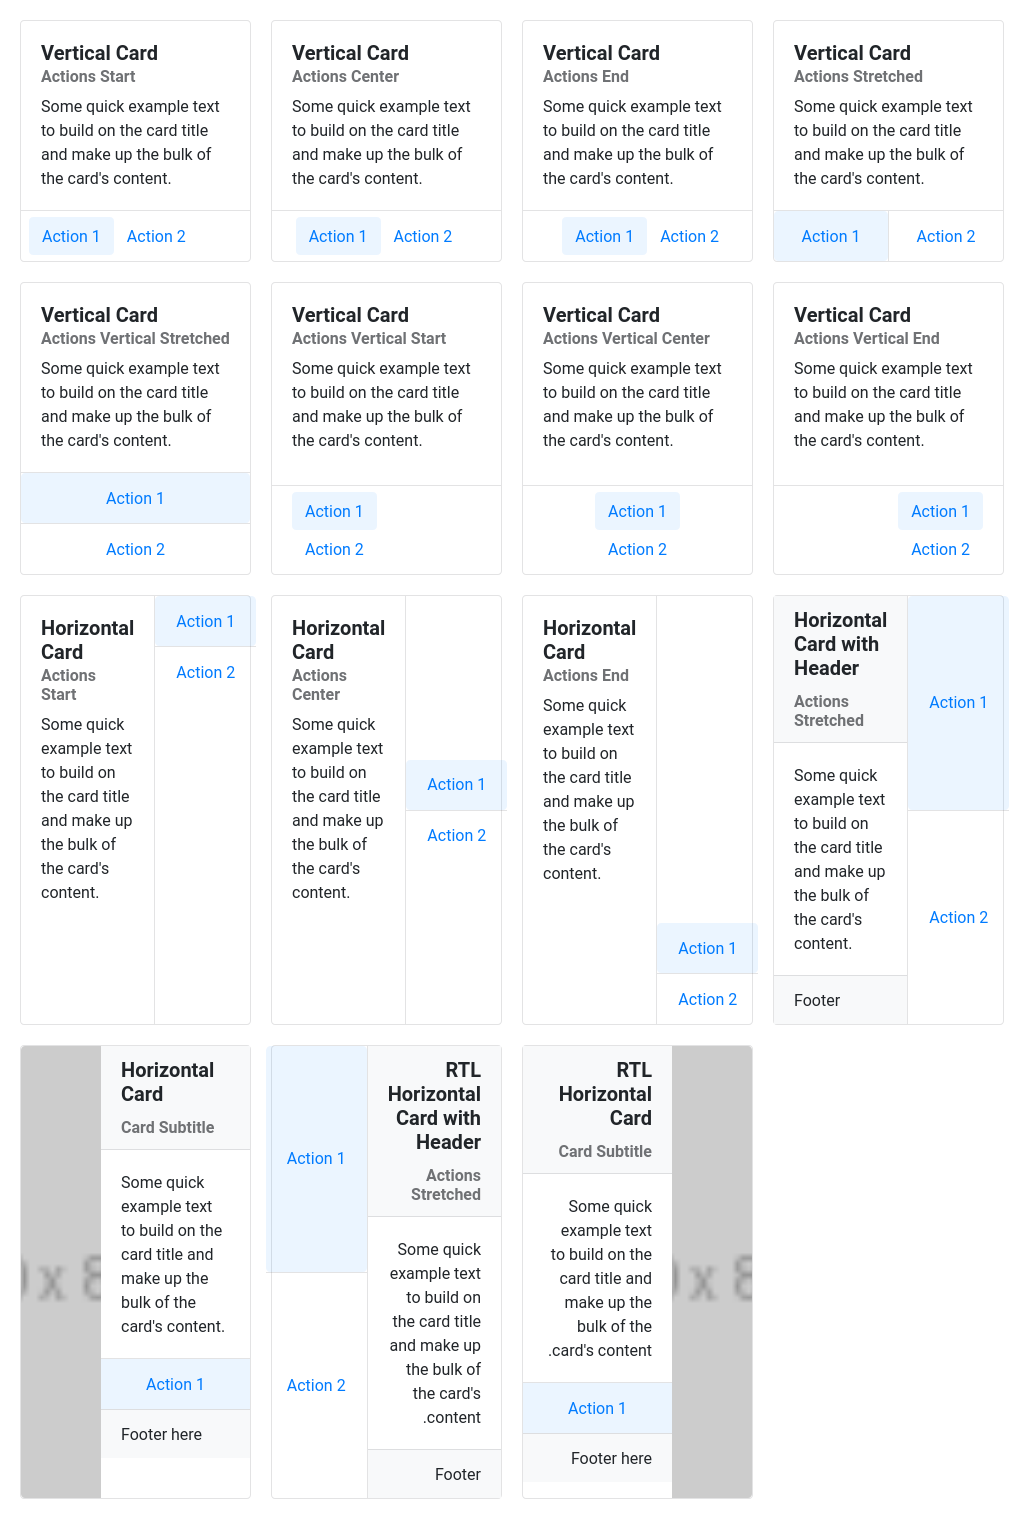 Vertical Card
Actions Start
Some quick example text
to build on the card title
and make up the bulk of
the card's content.
Action 1
Action 2
Vertical Card
Actions Center
Some quick example text
to build on the card title
and make up the bulk of
the card's content.
Action 1
Action 2
Vertical Card
Actions End
Some quick example text
to build on the card title
and make up the bulk of
the card's content.
Action 1
Action 2
Vertical Card
Actions Stretched
Some quick example text
to build on the card title
and make up the bulk of
the card's content.
Action 1
Action 2
Vertical Card
Actions Vertical Stretched
Some quick example text
to build on the card title
and make up the bulk of
the card's content.
Action 1
Action 2
Vertical Card
Actions Vertical Start
Some quick example text
to build on the card title
and make up the bulk of
the card's content.
Action 1
Action 2
Vertical Card
Actions Vertical Center
Some quick example text
to build on the card title
and make up the bulk of
the card's content.
Action 1
Action 2
Vertical Card
Actions Vertical End
Some quick example text
to build on the card title
and make up the bulk of
the card's content.
Action 1
Action 2
Horizontal
Card
Actions
Start
Some quick
example text
to build on
the card title
and make up
the bulk of
the card's
content.
Action 1
Action 2
Horizontal
Card
Actions
Center
Some quick
example text
to build on
the card title
and make up
the bulk of
the card's
content.
Action 1
Action 2
Horizontal
Card
Actions End
Some quick
example text
to build on
the card title
and make up
the bulk of
the card's
content.
Action 1
Action 2
Horizontal
Card with
Header
Actions
Stretched
Some quick
example text
to build on
the card title
and make up
the bulk of
the card's
content.
Footer
Action 1
Action 2
x 8
Horizontal
Card
Card Subtitle
Some quick
example text
to build on the
card title and
make up the
bulk of the
card's content.
Action 1
Footer here
Action 1
Action 2
RTL
Horizontal
Card with
Header
Actions
Stretched
Some quick
example text
to build on
the card title
and make up
the bulk of
the card's
.content
Footer
RTL
Horizontal
Card
Card Subtitle
Some quick
example text
to build on the
card title and
make up the
bulk of the
.card's content
Action 1
Footer here
x 8